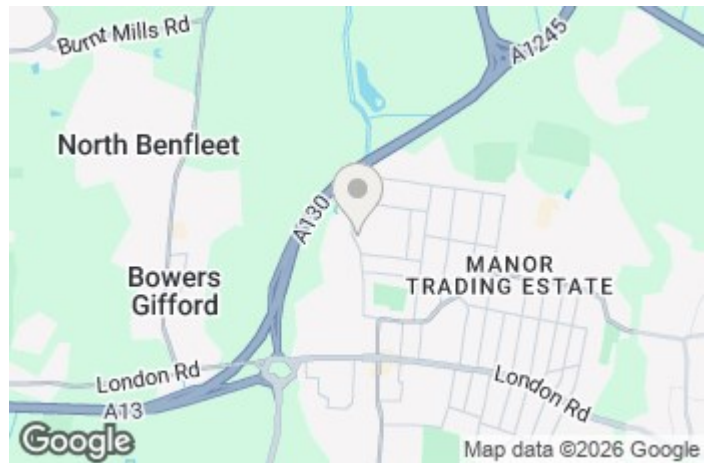 Burnt Mills Rd
A1245
North Benfleet
A130
Bowers
Gifford
MANOR
TRADING ESTATE
London Rd
London Rd
A13
Google
Map data ©2026 Google